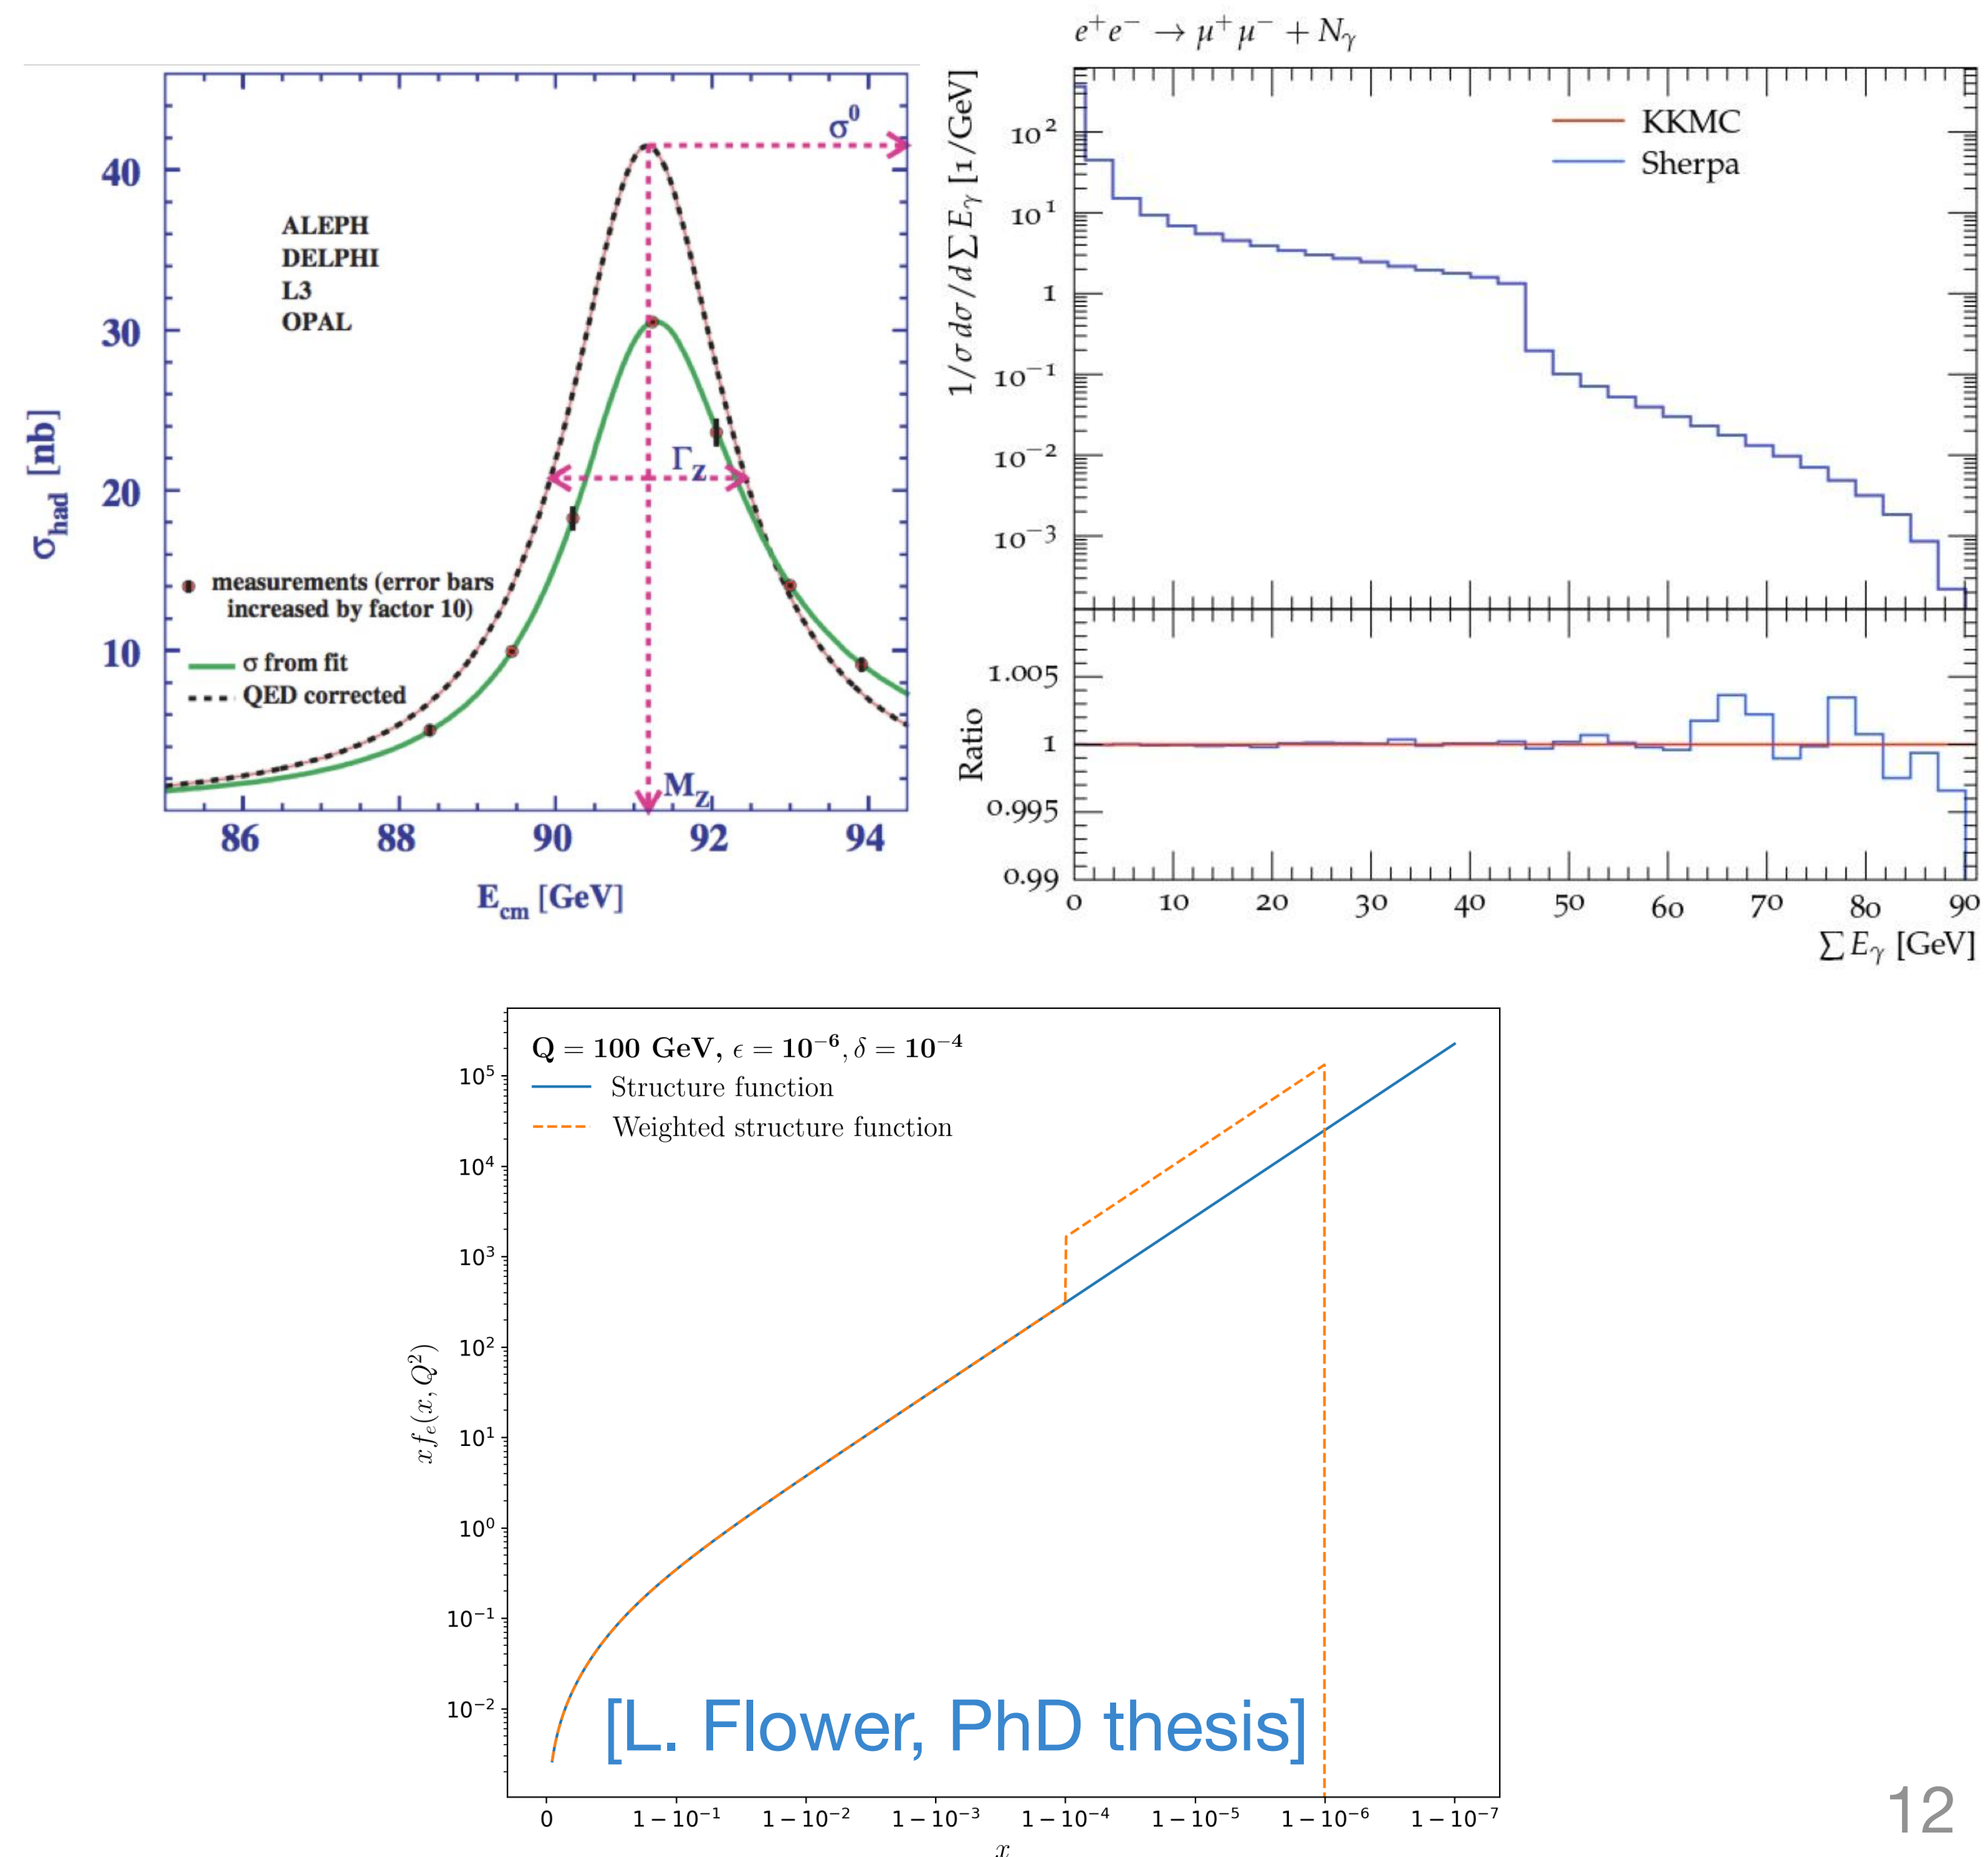 σ⁰
40
30
20
10
σ_had [nb]
ALEPH
DELPHI
L3
OPAL
Γ_Z
measurements (error bars
increased by factor 10)
σ from fit
QED corrected
M_Z
86 88 90 92 94
E_cm [GeV]
e⁺e⁻ → μ⁺μ⁻ + N_γ
1/σ dσ/d∑E_γ [1/GeV]
KKMC
Sherpa
10²
10¹
1
10⁻¹
10⁻²
10⁻³
Ratio
1.005
1
0.995
0.99
0 10 20 30 40 50 60 70 80 90
∑E_γ [GeV]
Q = 100 GeV, ϵ = 10⁻⁶, δ = 10⁻⁴
Structure function
Weighted structure function
10⁵
10⁴
10³
10²
10¹
10⁰
10⁻¹
10⁻²
x f_e(x, Q²)
[L. Flower, PhD thesis]
0 1−10⁻¹ 1−10⁻² 1−10⁻³ 1−10⁻⁴ 1−10⁻⁵ 1−10⁻⁶ 1−10⁻⁷
x
12